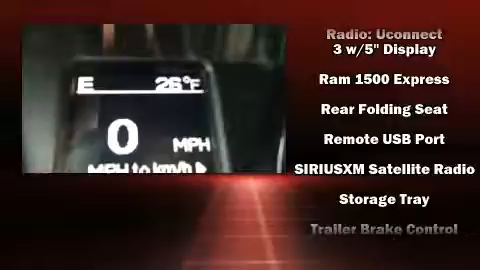 E 26°F
0 MPH
MPH to km/h
Radio: Uconnect
3 w/5" Display
Ram 1500 Express
Rear Folding Seat
Remote USB Port
SIRIUSXM Satellite Radio
Storage Tray
Trailer Brake Control